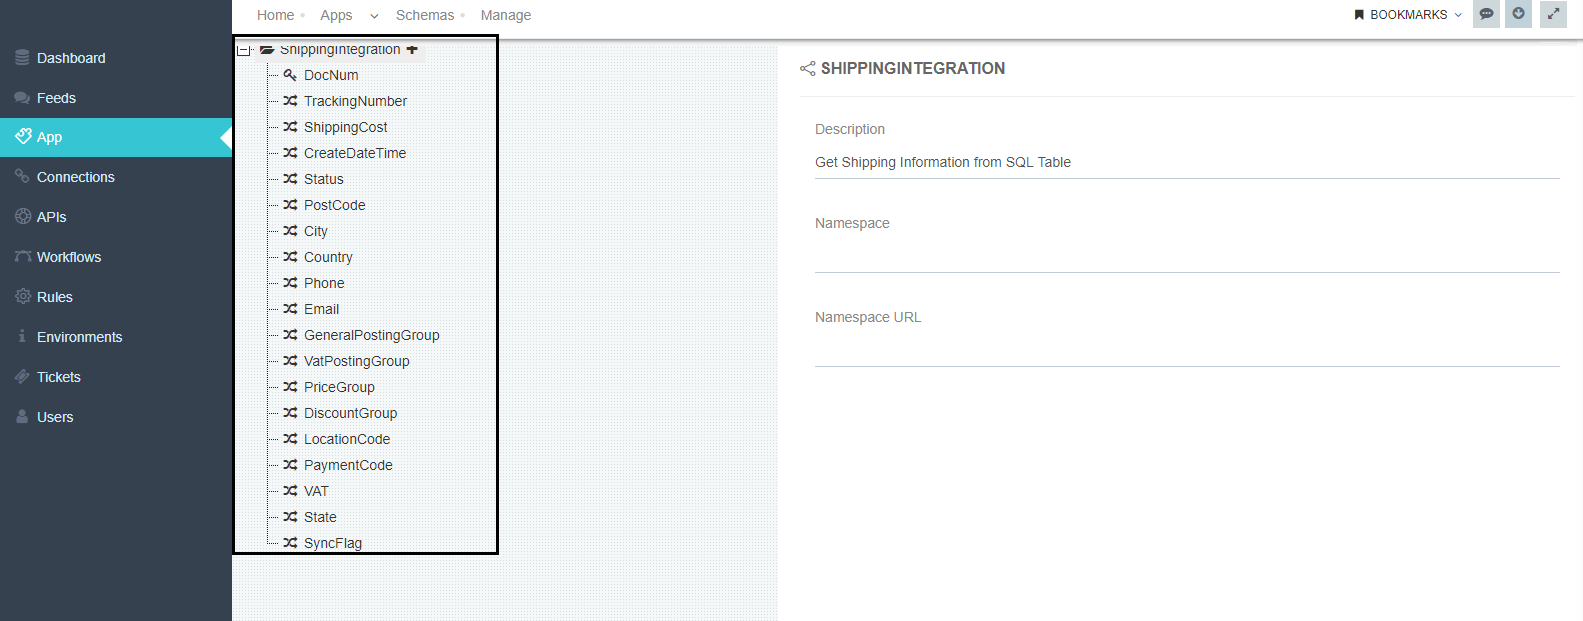 Home Apps Schemas Manage
BOOKMARKS
Dashboard
Feeds
App
Connections
APIs
Workflows
Rules
Environments
Tickets
Users
ShippingIntegration
DocNum
TrackingNumber
ShippingCost
CreateDateTime
Status
PostCode
City
Country
Phone
Email
GeneralPostingGroup
VatPostingGroup
PriceGroup
DiscountGroup
LocationCode
PaymentCode
VAT
State
SyncFlag
SHIPPINGINTEGRATION
Description
Get Shipping Information from SQL Table
Namespace
Namespace URL